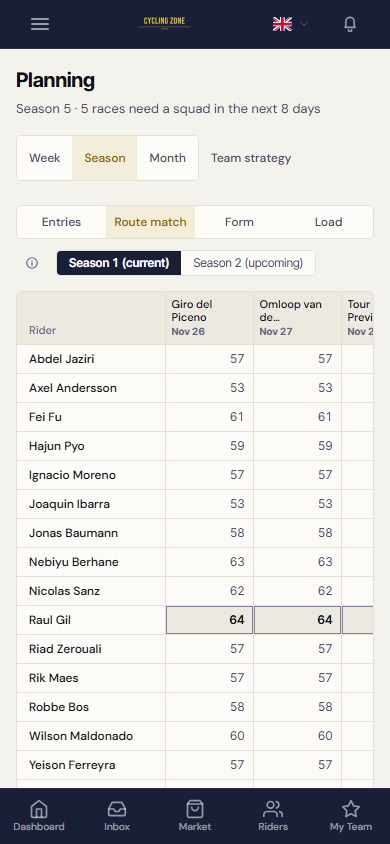 CYCLING ZONE
Planning
Season 5 · 5 races need a squad in the next 8 days
Week Season Month Team strategy
Entries Route match Form Load
Season 1 (current) Season 2 (upcoming)
Rider
Giro del Piceno Nov 26
Omloop van de… Nov 27
Tour Previ Nov 2
Abdel Jaziri 57 57
Axel Andersson 53 53
Fei Fu 61 61
Hajun Pyo 59 59
Ignacio Moreno 57 57
Joaquin Ibarra 53 53
Jonas Baumann 58 58
Nebiyu Berhane 63 63
Nicolas Sanz 62 62
Raul Gil 64 64
Riad Zerouali 57 57
Rik Maes 57 57
Robbe Bos 58 58
Wilson Maldonado 60 60
Yeison Ferreyra 57 57
Dashboard Inbox Market Riders My Team